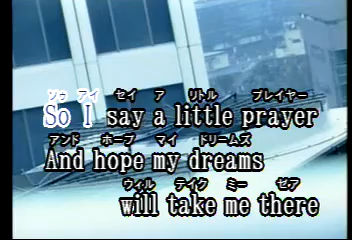 ソウ アイ セイ ア リトル プレイヤー
So I say a little prayer
アンド ホープ マイ ドリームズ
And hope my dreams
ウィル テイク ミー ゼア
will take me there